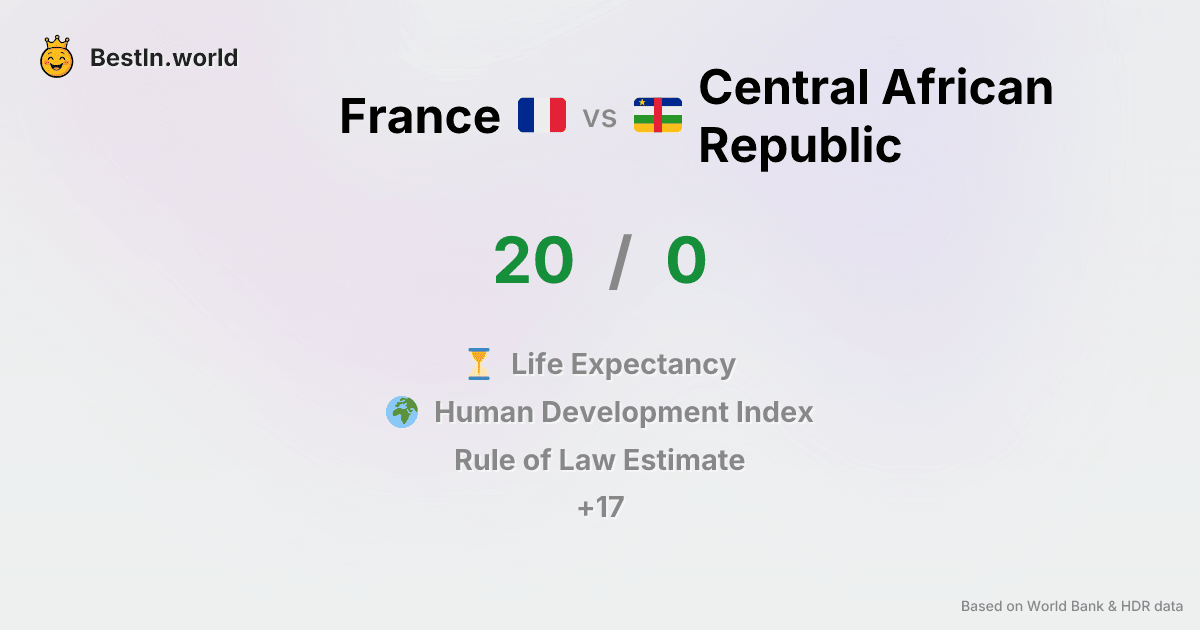 BestIn.world
France vs Central African
Republic
20 / 0
Life Expectancy
Human Development Index
Rule of Law Estimate
+17
Based on World Bank & HDR data